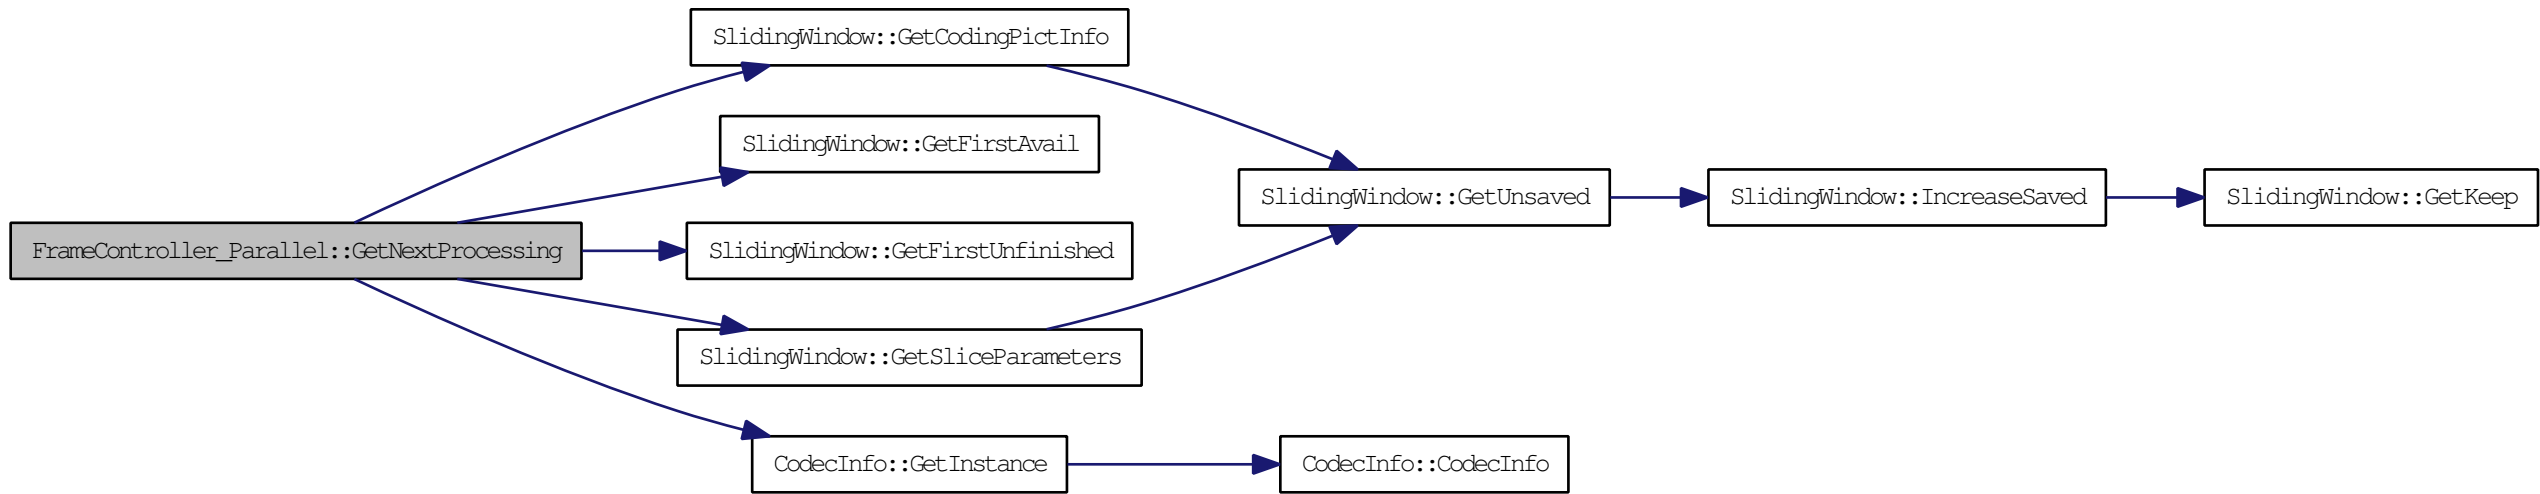 SlidingWindow::GetCodingPictInfo
SlidingWindow::GetFirstAvail
SlidingWindow::GetUnsaved
SlidingWindow::IncreaseSaved
SlidingWindow::GetKeep
FrameController_Parallel::GetNextProcessing
SlidingWindow::GetFirstUnfinished
SlidingWindow::GetSliceParameters
CodecInfo::GetInstance
CodecInfo::CodecInfo